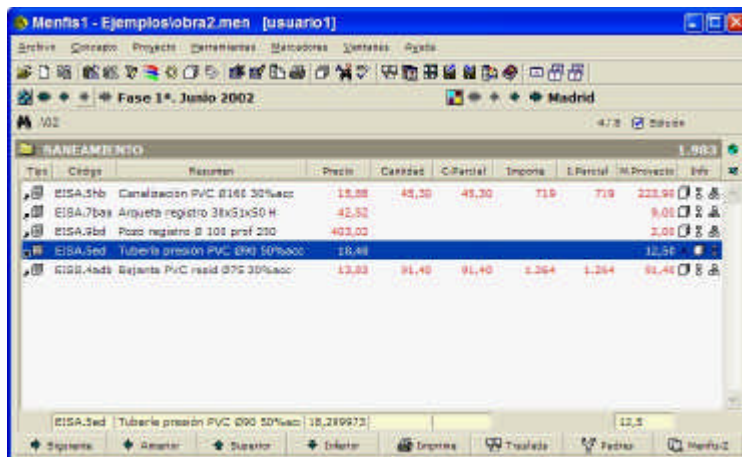 Menfis1 - Ejemplos\obra2.men [usuario1]
Archivo Concepto Proyecto Herramientas Marcadores Ventanas Ayuda
Fase 1ª. Junio 2002 Madrid
\02 4/5 Edición
SANEAMIENTO 1.983
Tipo Código Resumen Precio Cantidad C.Parcial Importe I.Parcial M.Proyecto Info
EISA.5hb Canalización PVC Ø160 30%acc 15,88 45,30 45,30 719 719 223,90
EISA.7baa Arqueta registro 38x51x50 H 42,52 9,00
EISA.9bd Pozo registro Ø 100 prof 250 403,02 2,00
EISA.5ed Tubería presión PVC Ø90 50%acc 18,48 12,50
EISB.4adb Bajante PVC rapid Ø75 30%acc 13,83 91,40 91,40 1.264 1.264 91,40
EISA.5ed Tubería presión PVC Ø90 50%acc 12,5
Siguiente Anterior Superior Inferior Imprime Traslada Padres Menfis-2